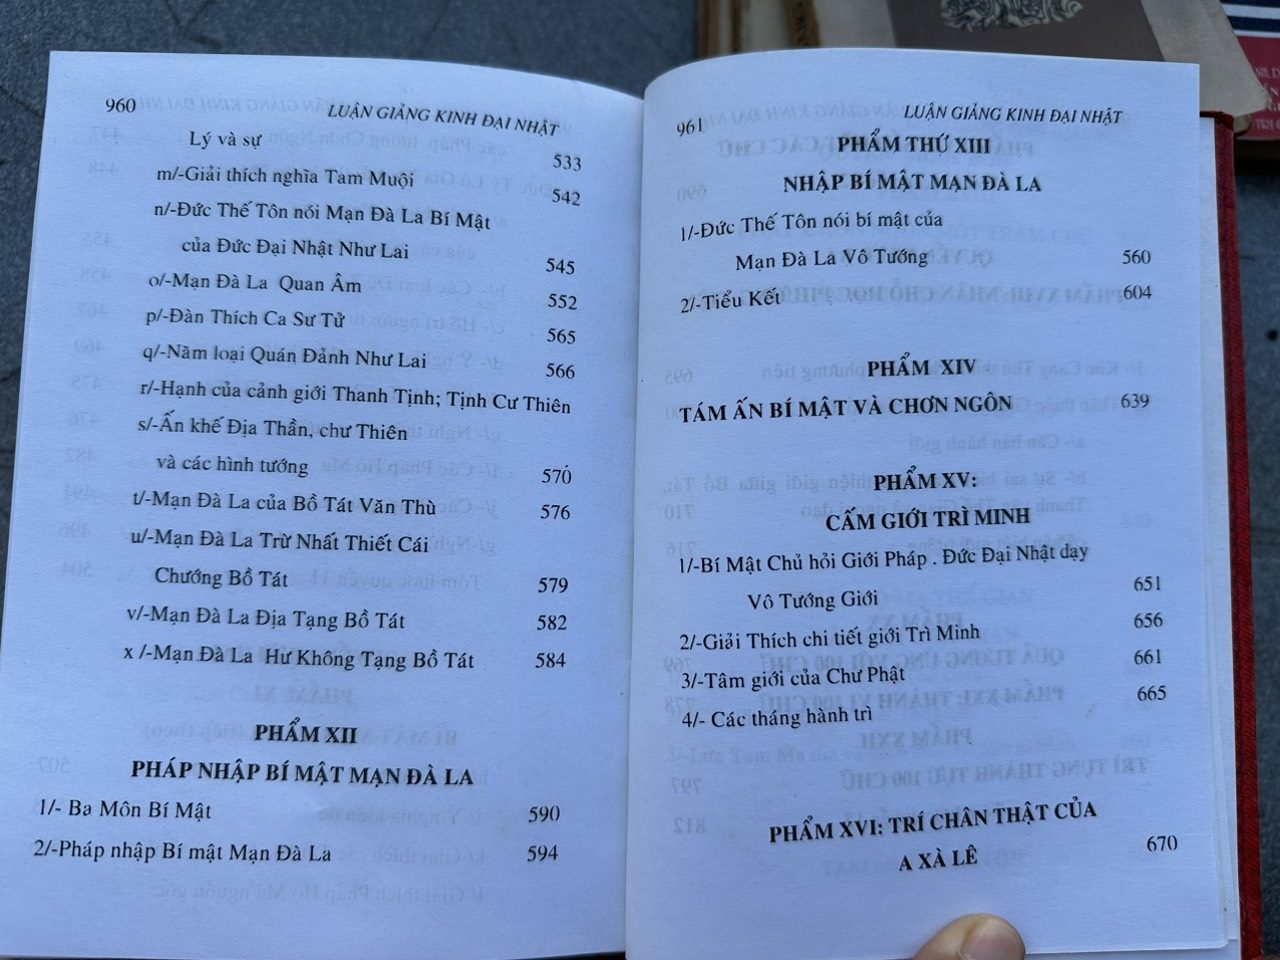 960
LUẬN GIẢNG KINH ĐẠI NHẬT
Lý và sự 533
m/-Giải thích nghĩa Tam Muội 542
n/-Đức Thế Tôn nói Mạn Đà La Bí Mật
của Đức Đại Nhật Như Lai 545
o/-Mạn Đà La Quan Âm 552
p/-Đàn Thích Ca Sư Tử 565
q/-Năm loại Quán Đảnh Như Lai 566
r/-Hạnh của cảnh giới Thanh Tịnh; Tịnh Cư Thiên
s/-Ấn khế Địa Thần, chư Thiên
và các hình tướng 570
t/-Mạn Đà La của Bồ Tát Văn Thù 576
u/-Mạn Đà La Trừ Nhất Thiết Cái
Chướng Bồ Tát 579
v/-Mạn Đà La Địa Tạng Bồ Tát 582
x /-Mạn Đà La Hư Không Tạng Bồ Tát 584
PHẨM XII
PHÁP NHẬP BÍ MẬT MẠN ĐÀ LA
1/- Ba Môn Bí Mật 590
2/-Pháp nhập Bí mật Mạn Đà La 594
961
LUẬN GIẢNG KINH ĐẠI NHẬT
PHẨM THỨ XIII
NHẬP BÍ MẬT MẠN ĐÀ LA
1/-Đức Thế Tôn nói bí mật của
Mạn Đà La Vô Tướng 560
2/-Tiểu Kết 604
PHẨM XIV
TÁM ẤN BÍ MẬT VÀ CHƠN NGÔN 639
PHẨM XV:
CẤM GIỚI TRÌ MINH
1/-Bí Mật Chủ hỏi Giới Pháp . Đức Đại Nhật dạy
Vô Tướng Giới 651
2/-Giải Thích chi tiết giới Trì Minh 656
3/-Tâm giới của Chư Phật 661
4/- Các tháng hành trì 665
PHẨM XVI: TRÍ CHÂN THẬT CỦA
A XÀ LÊ 670